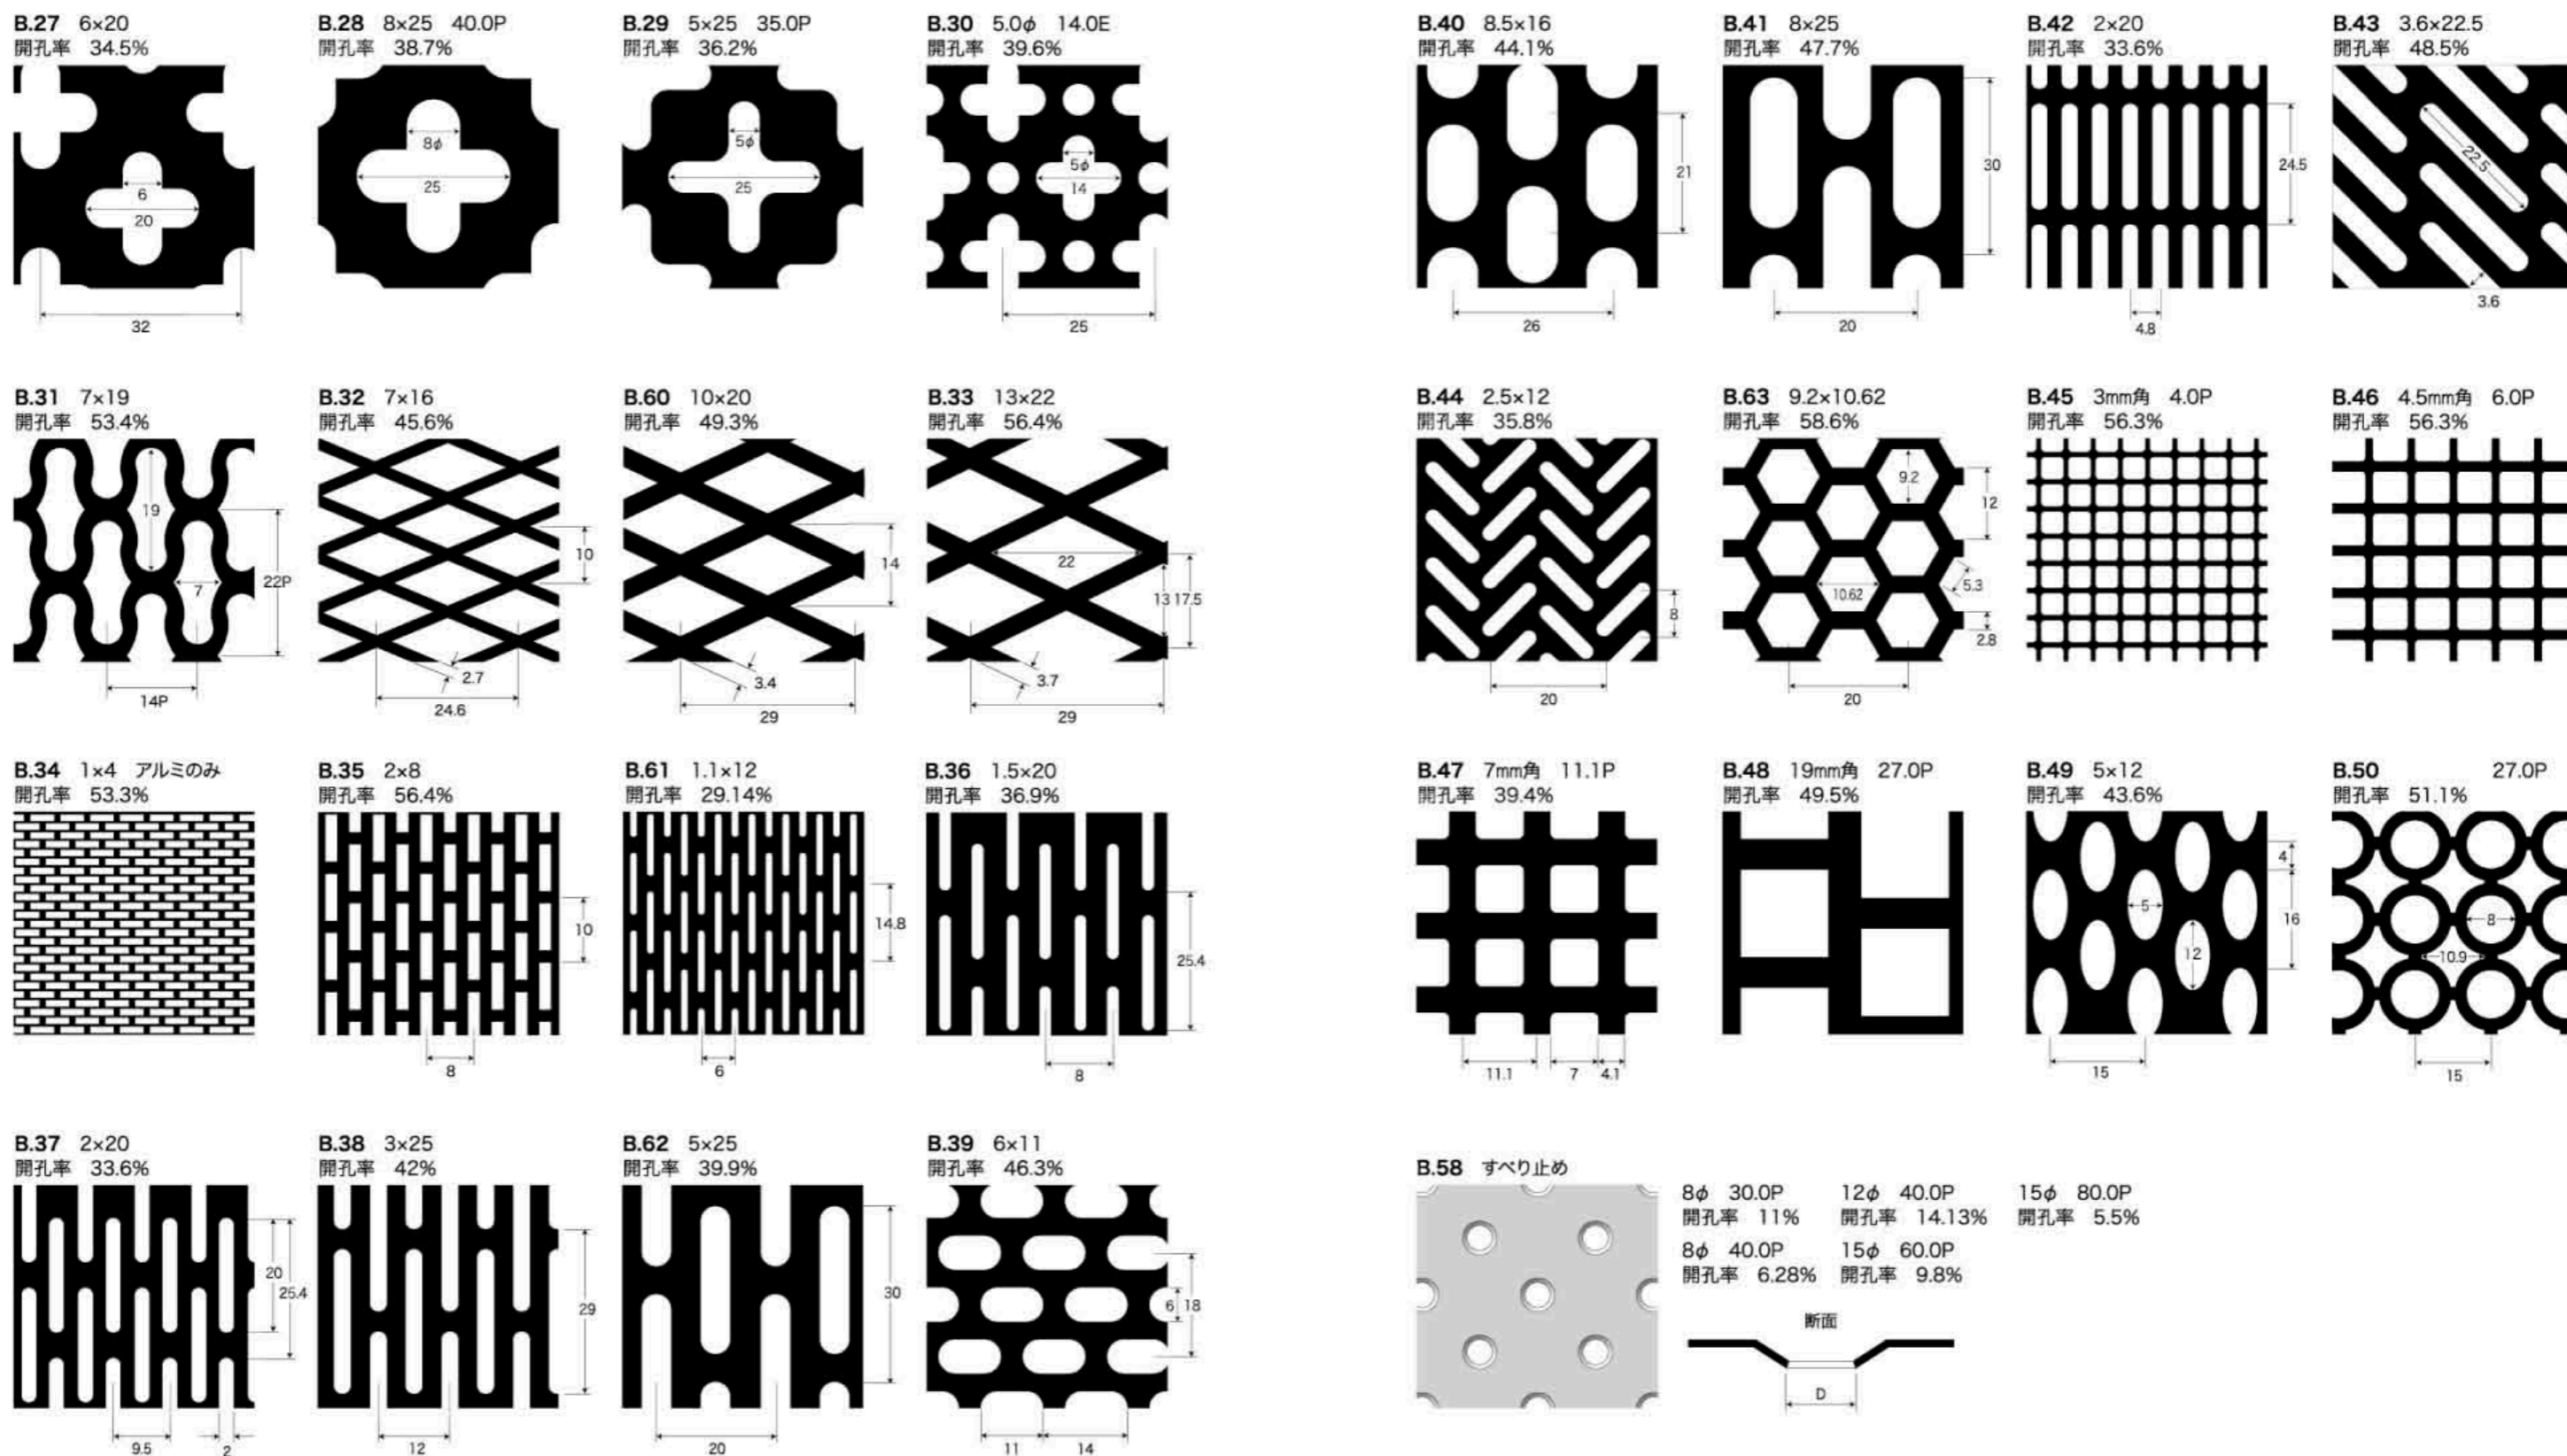 B.27 6×20
開孔率 34.5%
6
20
32
B.28 8×25 40.0P
開孔率 38.7%
8φ
25
B.29 5×25 35.0P
開孔率 36.2%
5φ
25
B.30 5.0φ 14.0E
開孔率 39.6%
5φ
14
25
B.40 8.5×16
開孔率 44.1%
21
26
B.41 8×25
開孔率 47.7%
30
20
B.42 2×20
開孔率 33.6%
24.5
4.8
B.43 3.6×22.5
開孔率 48.5%
22.5
3.6
B.31 7×19
開孔率 53.4%
19
7
22P
14P
B.32 7×16
開孔率 45.6%
10
2.7
24.6
B.60 10×20
開孔率 49.3%
14
3.4
29
B.33 13×22
開孔率 56.4%
22
13 17.5
3.7
29
B.44 2.5×12
開孔率 35.8%
8
20
B.63 9.2×10.62
開孔率 58.6%
9.2
12
10.62
5.3
2.8
20
B.45 3mm角 4.0P
開孔率 56.3%
B.46 4.5mm角 6.0P
開孔率 56.3%
B.34 1×4 アルミのみ
開孔率 53.3%
B.35 2×8
開孔率 56.4%
10
8
B.61 1.1×12
開孔率 29.14%
14.8
6
B.36 1.5×20
開孔率 36.9%
25.4
8
B.47 7mm角 11.1P
開孔率 39.4%
11.1 7 4.1
B.48 19mm角 27.0P
開孔率 49.5%
B.49 5×12
開孔率 43.6%
4
5
16
12
15
B.50 27.0P
開孔率 51.1%
8
10.9
15
B.37 2×20
開孔率 33.6%
20
25.4
9.5 2
B.38 3×25
開孔率 42%
29
12
B.62 5×25
開孔率 39.9%
30
20
B.39 6×11
開孔率 46.3%
6 18
11 14
B.58 すべり止め
8φ 30.0P 12φ 40.0P 15φ 80.0P
開孔率 11% 開孔率 14.13% 開孔率 5.5%
8φ 40.0P 15φ 60.0P
開孔率 6.28% 開孔率 9.8%
断面
D